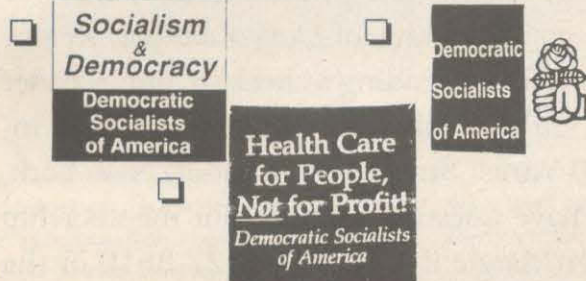 Socialism
&
Democracy
Democratic
Socialists
of America
Democratic
Socialists
of America
Health Care
for People,
Not for Profit!
Democratic Socialists
of America